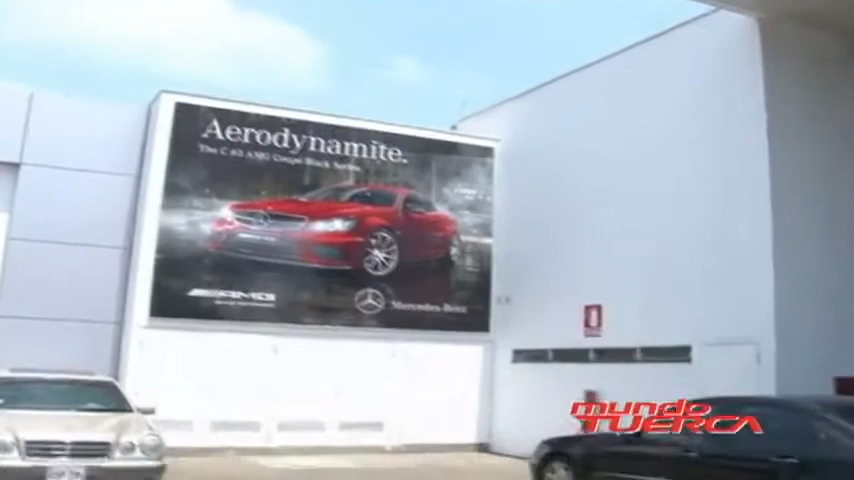 Aerodynamite.
The C 63 AMG Coupé Black Series.
AMG
Mercedes-Benz
mundo
TUERCA